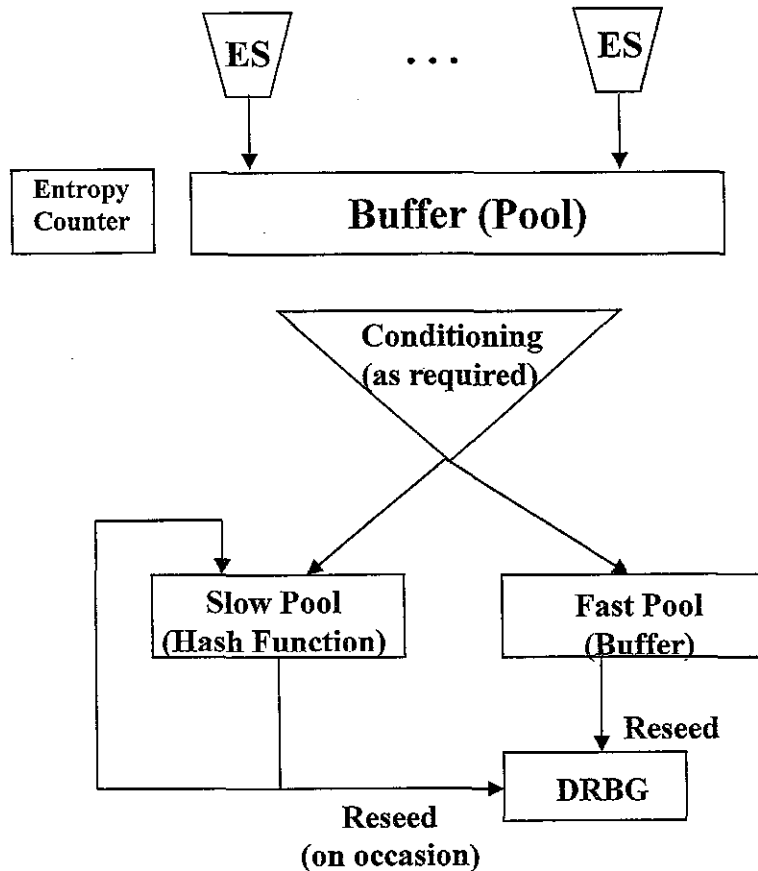 ES ... ES
Entropy
Counter
Buffer (Pool)
Conditioning
(as required)
Slow Pool
(Hash Function)
Fast Pool
(Buffer)
Reseed
DRBG
Reseed
(on occasion)